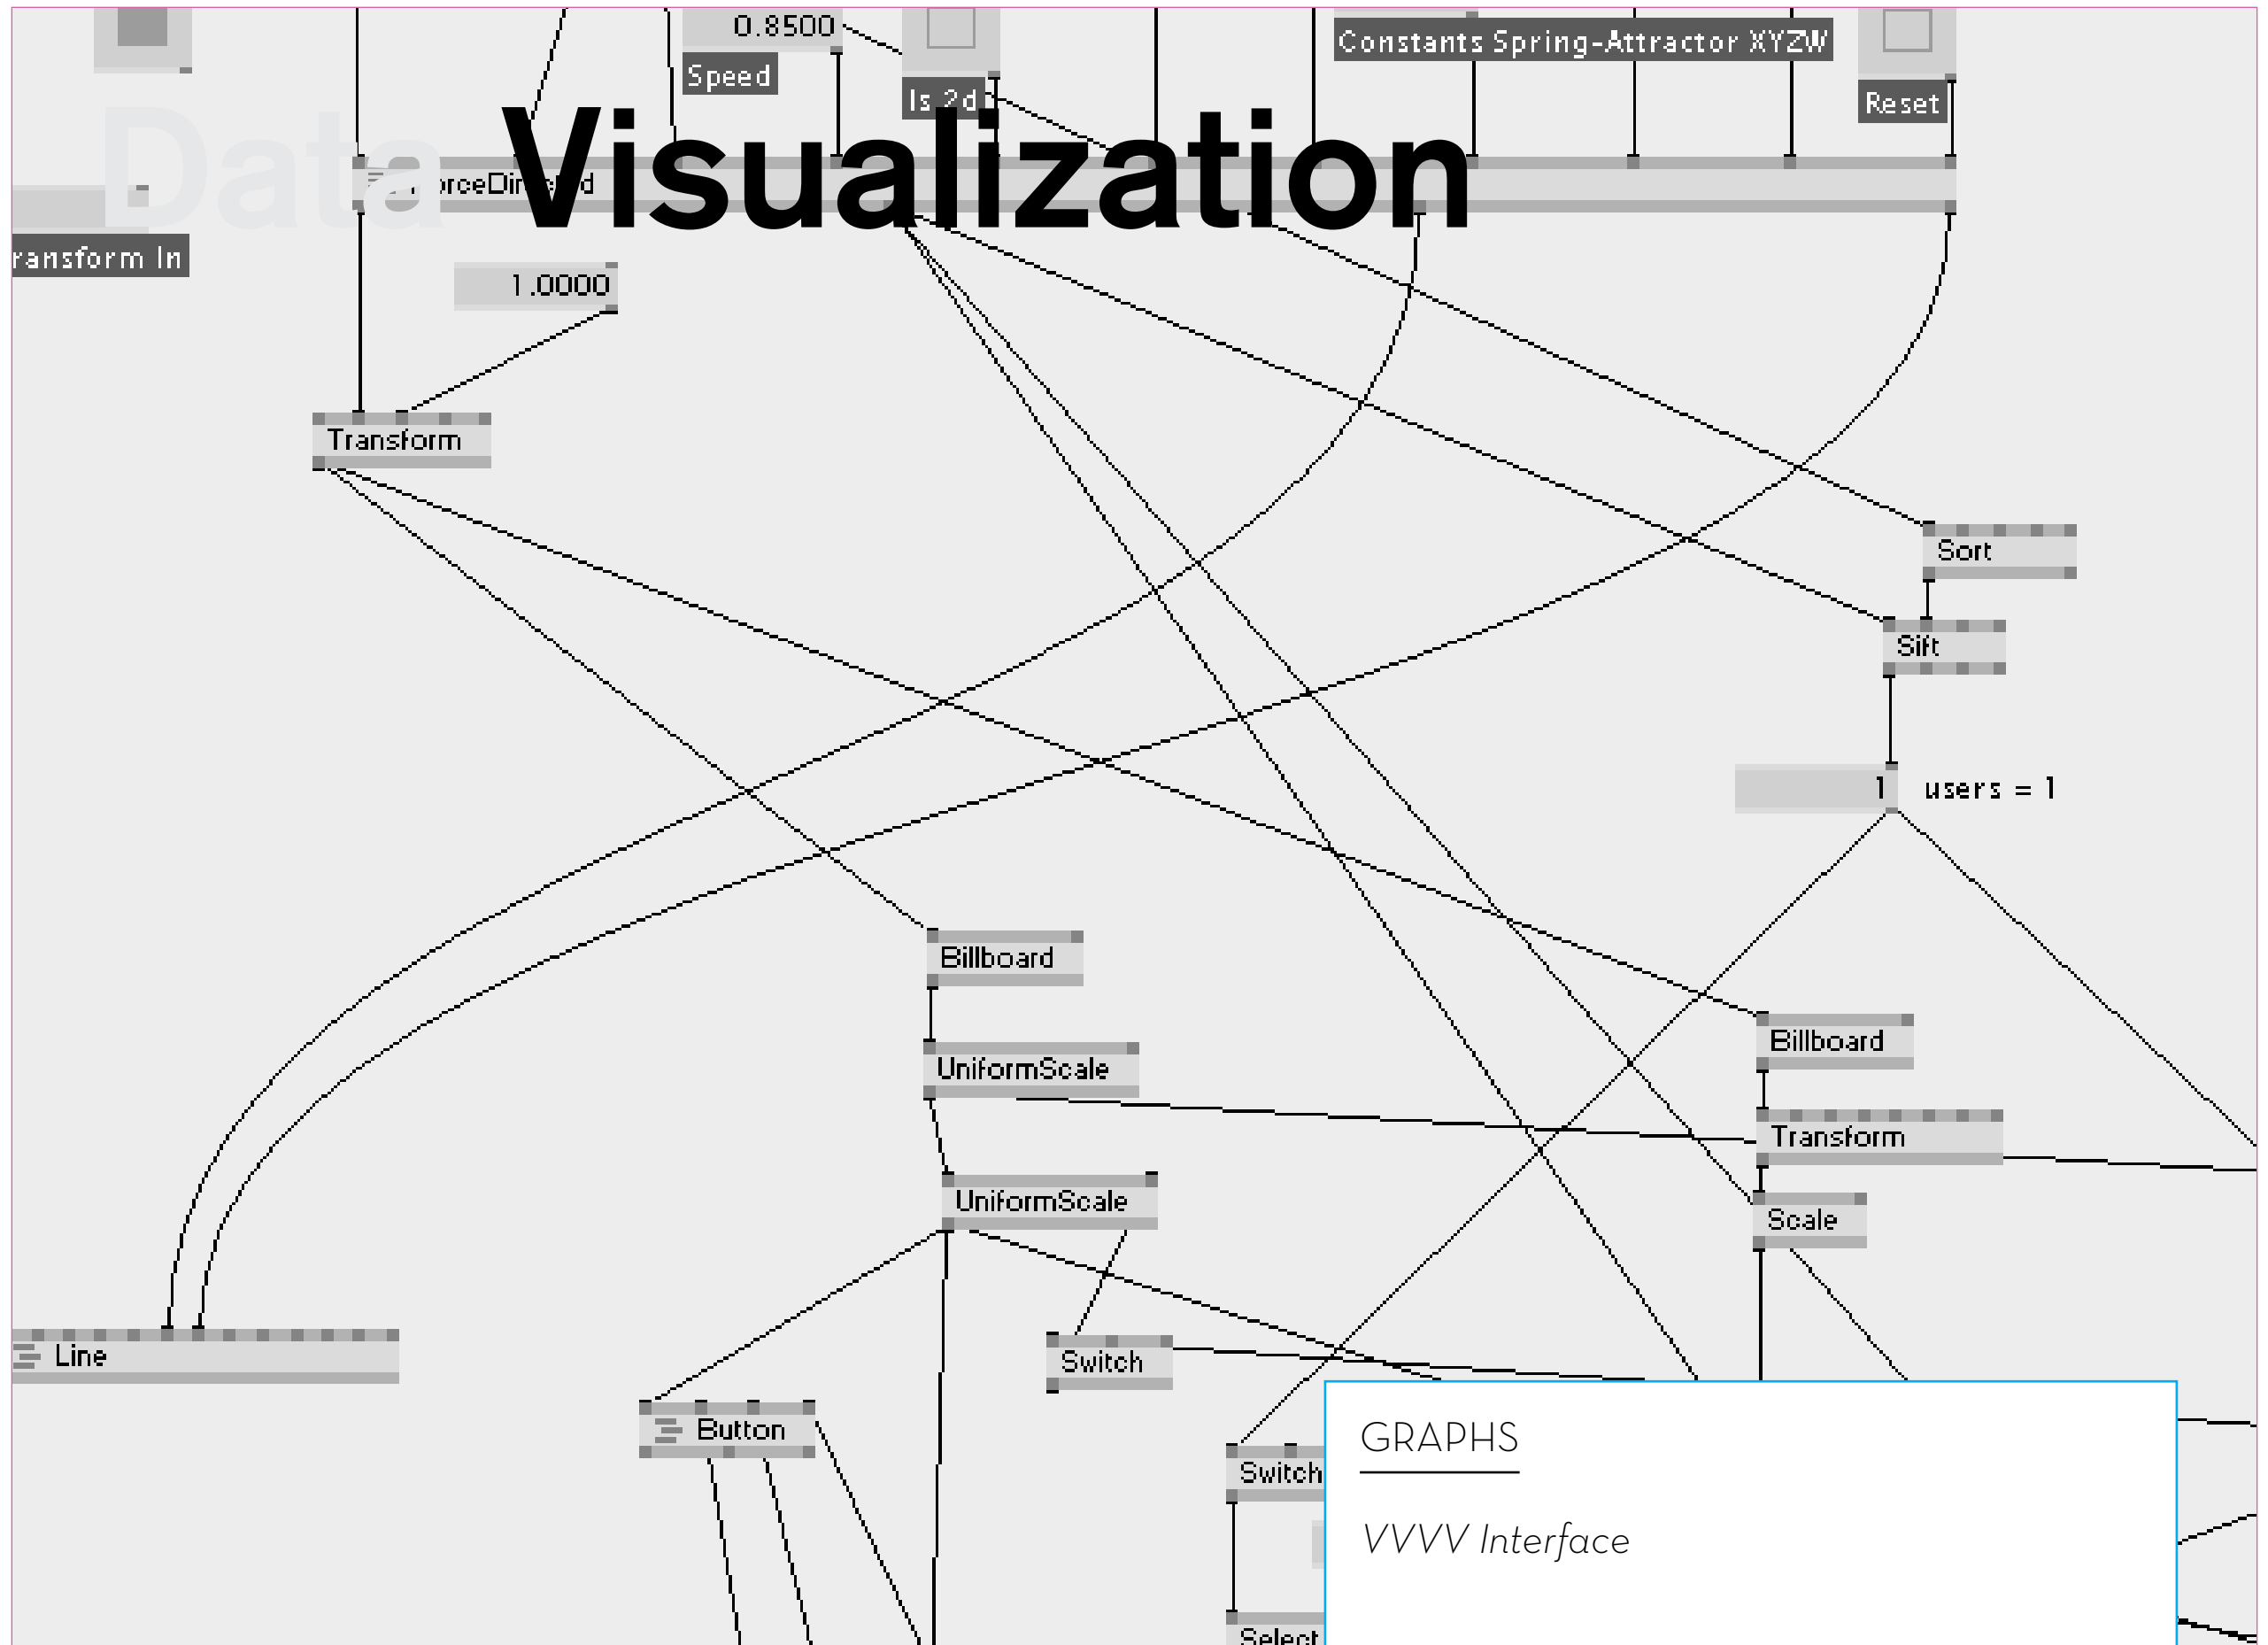 0.8500
Constants Spring-Attractor XYZW
Speed
Is 2d
Reset
Data Visualization
ransform In
1.0000
Transform
Sort
Sift
1 users = 1
Billboard
Billboard
UniformScale
Transform
UniformScale
Scale
Line
Switch
Button
GRAPHS
Switch
VVVV Interface
Select